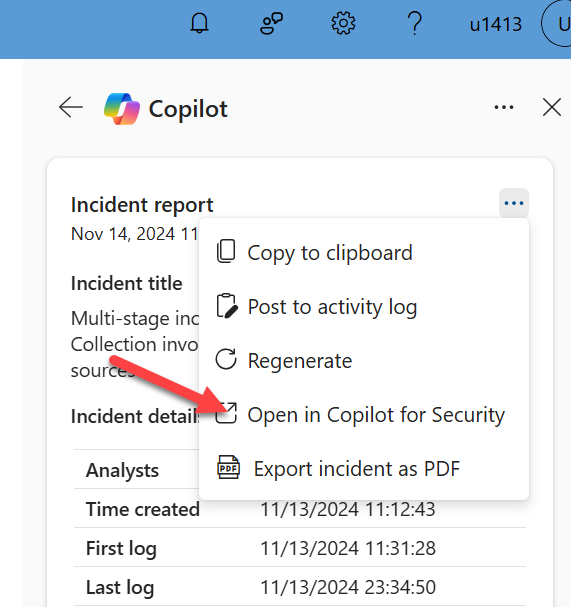 u1413
U
Copilot
Incident report
Nov 14, 2024 11
Copy to clipboard
Incident title
Post to activity log
Multi-stage inc
Collection invo
Regenerate
sources
Incident detail
Open in Copilot for Security
PDF
Export incident as PDF
Analysts
Time created 11/13/2024 11:12:43
First log 11/13/2024 11:31:28
Last log 11/13/2024 23:34:50